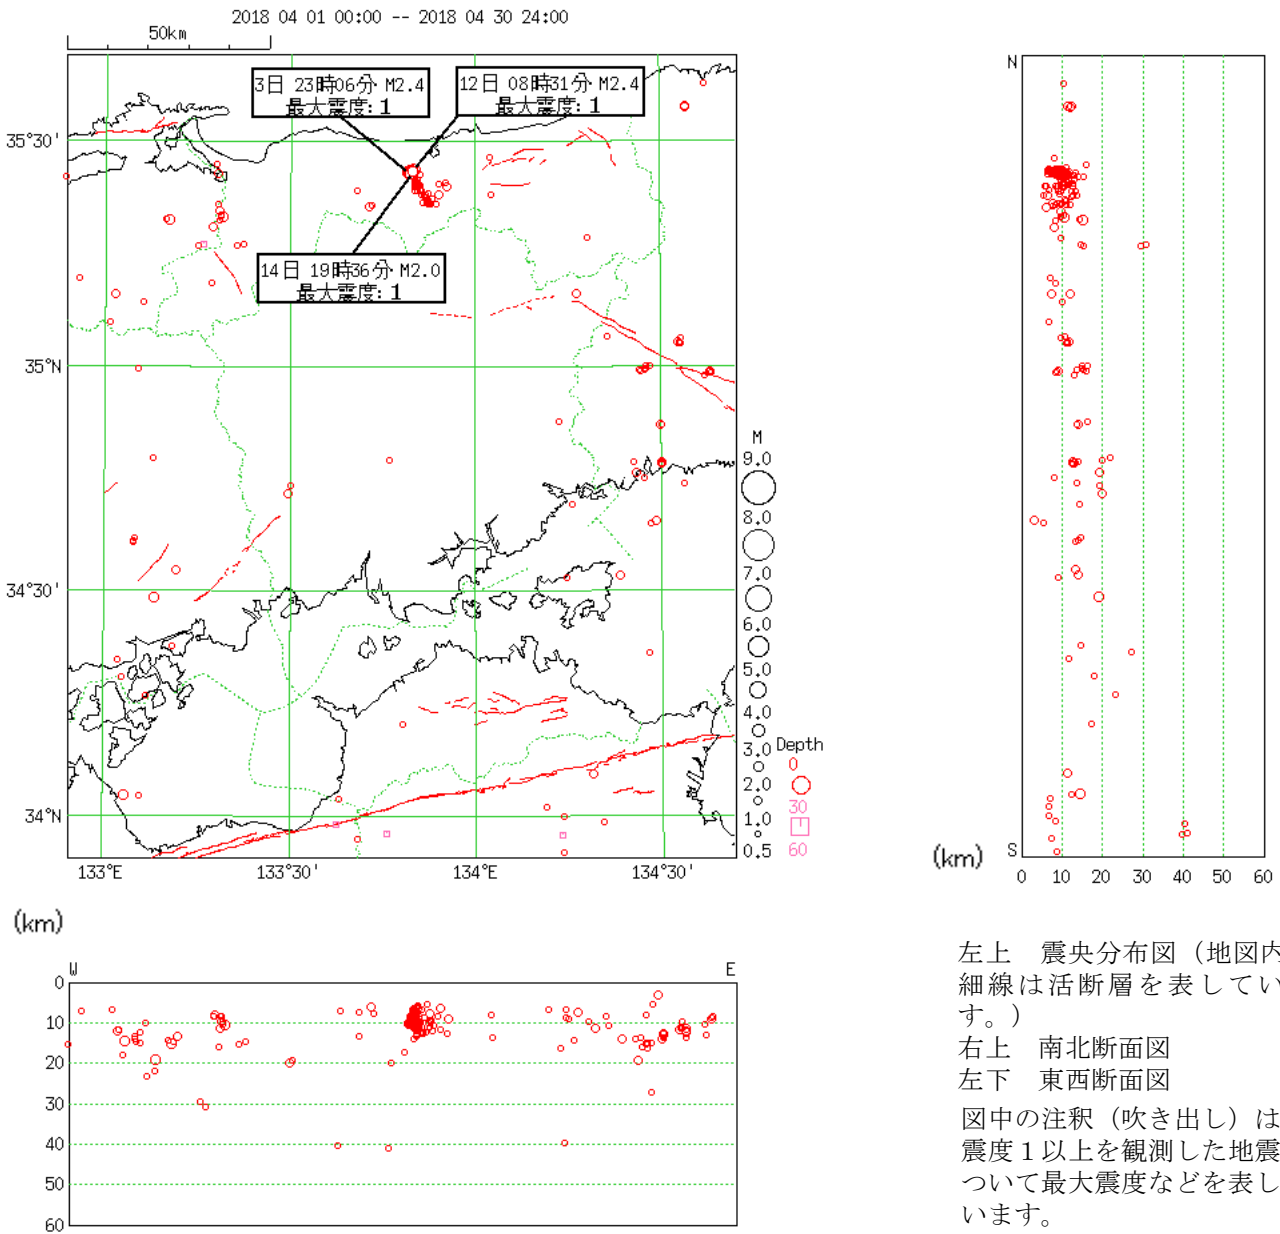 2018 04 01 00:00 -- 2018 04 30 24:00
50km
3日 23時06分 M2.4
最大震度: 1
12日 08時31分 M2.4
最大震度: 1
14日 19時36分 M2.0
最大震度: 1
35°30'
35°N
34°30'
34°N
133°E
133°30'
134°E
134°30'
M
9.0
8.0
7.0
6.0
5.0
4.0
3.0
2.0
1.0
0.5
Depth
0
30
60
N
S
(km)
0 10 20 30 40 50 60
(km)
W
E
0
10
20
30
40
50
60
左上 震央分布図（地図内
細線は活断層を表してい
す。）
右上 南北断面図
左下 東西断面図
図中の注釈（吹き出し）は
震度１以上を観測した地震
ついて最大震度などを表し
います。